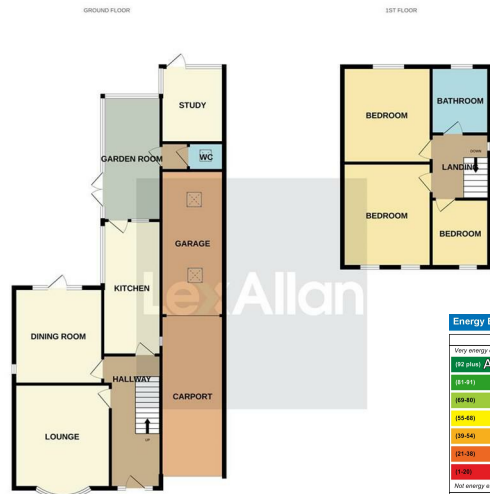 GROUND FLOOR
1ST FLOOR
STUDY
WC
GARDEN ROOM
GARAGE
KITCHEN
DINING ROOM
HALLWAY
CARPORT
LOUNGE
UP
BEDROOM
BATHROOM
DOWN
LANDING
BEDROOM
BEDROOM
LexAllan
Energy
Very energy
(92 plus) A
(81-91)
(69-80)
(55-68)
(39-54)
(21-38)
(1-20)
Not energy e